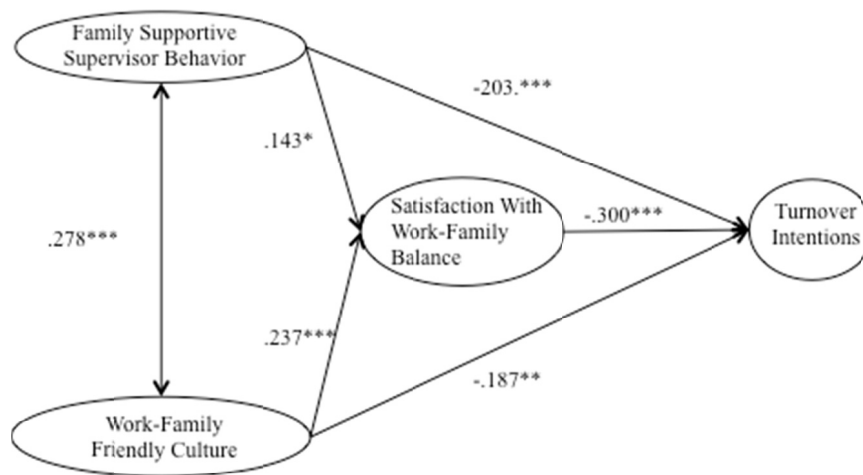 Family Supportive
Supervisor Behavior
-203.***
.143*
Satisfaction With
Work-Family
Balance
-.300***
Turnover
Intentions
.278***
.237***
-.187**
Work-Family
Friendly Culture